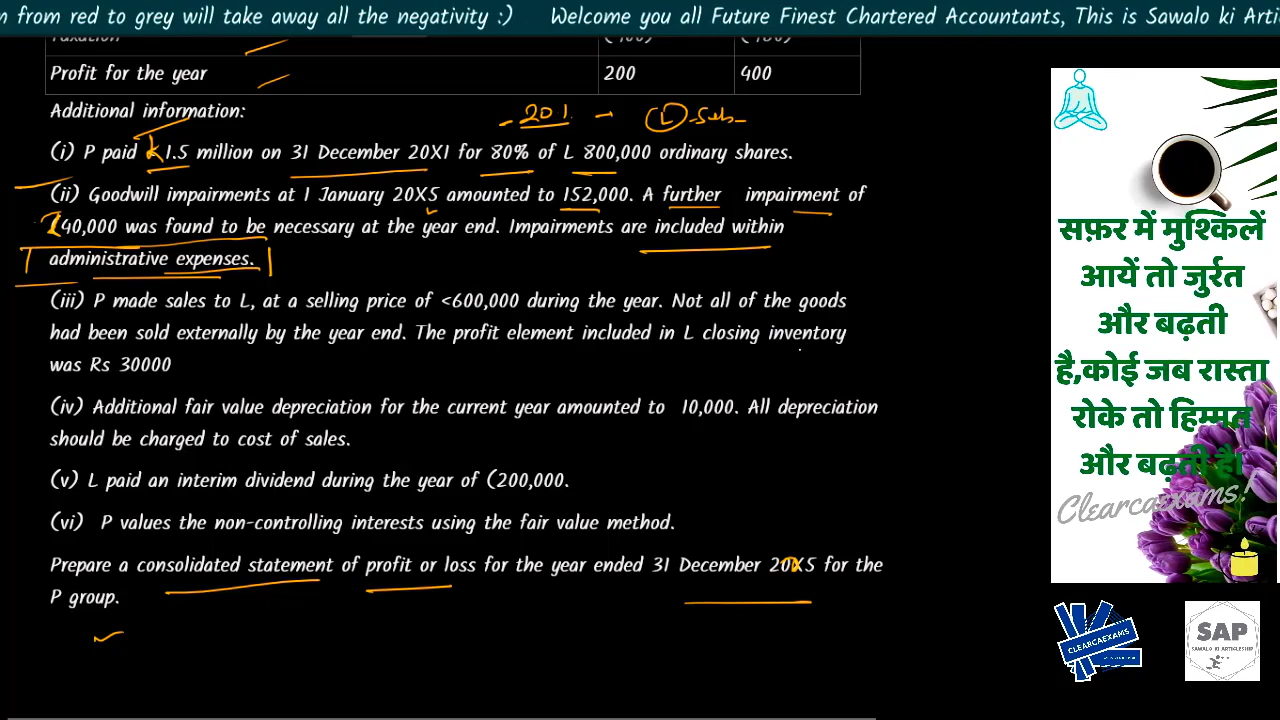 n from red to grey will take away all the negativity :) Welcome you all Future Finest Chartered Accountants, This is Sawalo ki Arti
Taxation
Profit for the year 200 400
Additional information:
20% → L Sub
(i) P paid 1.5 million on 31 December 20X1 for 80% of L 800,000 ordinary shares.
(ii) Goodwill impairments at 1 January 20X5 amounted to 152,000. A further impairment of
40,000 was found to be necessary at the year end. Impairments are included within
administrative expenses.
(iii) P made sales to L, at a selling price of <600,000 during the year. Not all of the goods
had been sold externally by the year end. The profit element included in L closing inventory
was Rs 30000
(iv) Additional fair value depreciation for the current year amounted to 10,000. All depreciation
should be charged to cost of sales.
(v) L paid an interim dividend during the year of (200,000.
(vi) P values the non-controlling interests using the fair value method.
Prepare a consolidated statement of profit or loss for the year ended 31 December 20X5 for the
P group.
सफ़र में मुश्किलें
आयें तो जुर्रत
और बढ़ती
है,कोई जब रास्ता
रोके तो हिम्मत
और बढ़ती है।
Clearcaexams!
CLEARCAEXAMS
SAP
SAWALO KI ARTICLESHIP